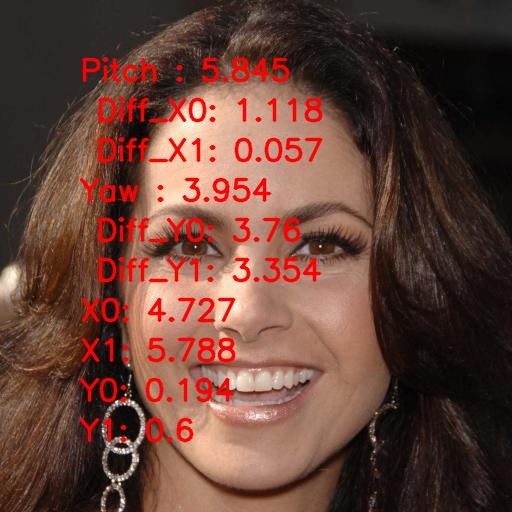 Pitch : 5.845
Diff_X0: 1.118
Diff_X1: 0.057
Yaw : 3.954
Diff_Y0: 3.76
Diff_Y1: 3.354
X0: 4.727
X1: 5.788
Y0: 0.194
Y1: 0.6